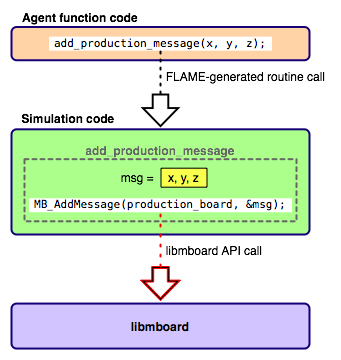 Agent function code
add_production_message(x, y, z);
FLAME-generated routine call
Simulation code
add_production_message
msg = x, y, z
MB_AddMessage(production_board, &msg);
libmboard API call
libmboard